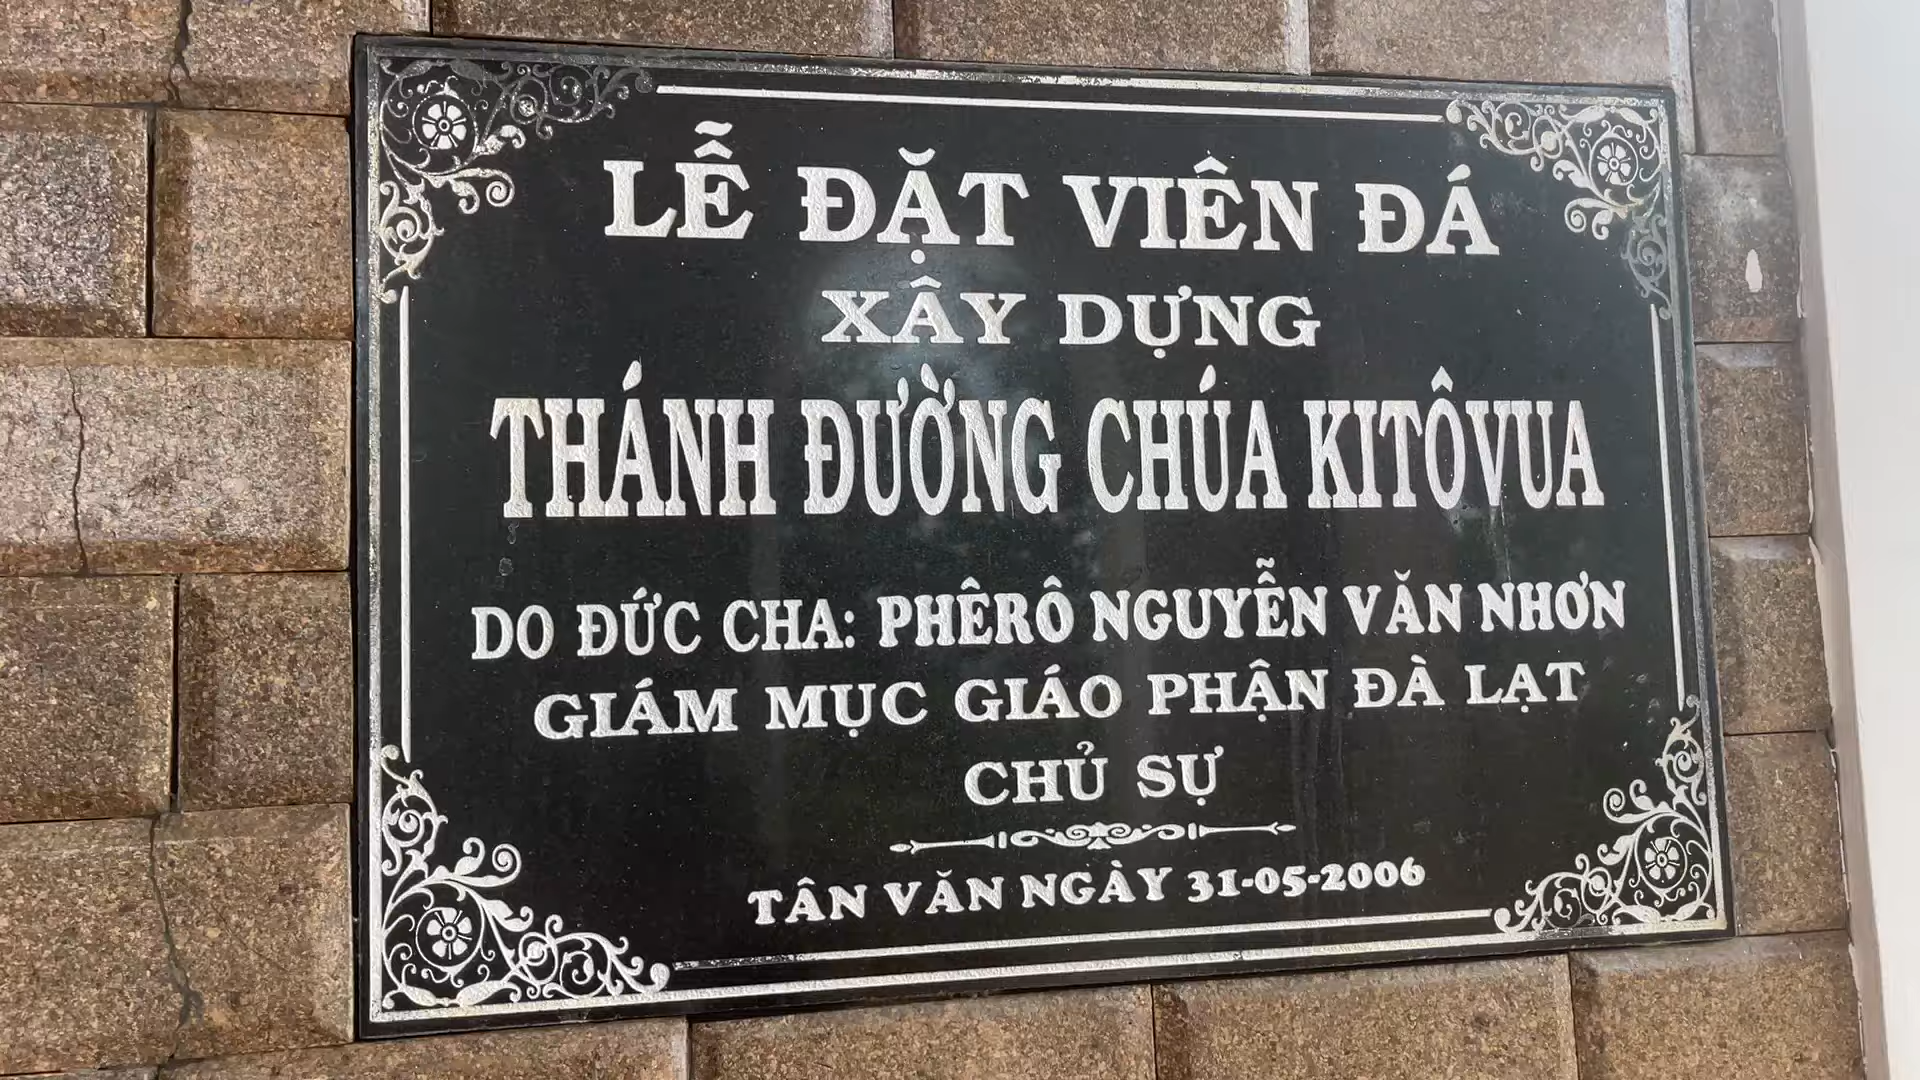 LỄ ĐẶT VIÊN ĐÁ
XÂY DỰNG
THÁNH ĐƯỜNG CHÚA KITÔVUA
DO ĐỨC CHA: PHÊRÔ NGUYỄN VĂN NHƠN
GIÁM MỤC GIÁO PHẬN ĐÀ LẠT
CHỦ SỰ
TÂN VĂN NGÀY 31-05-2006